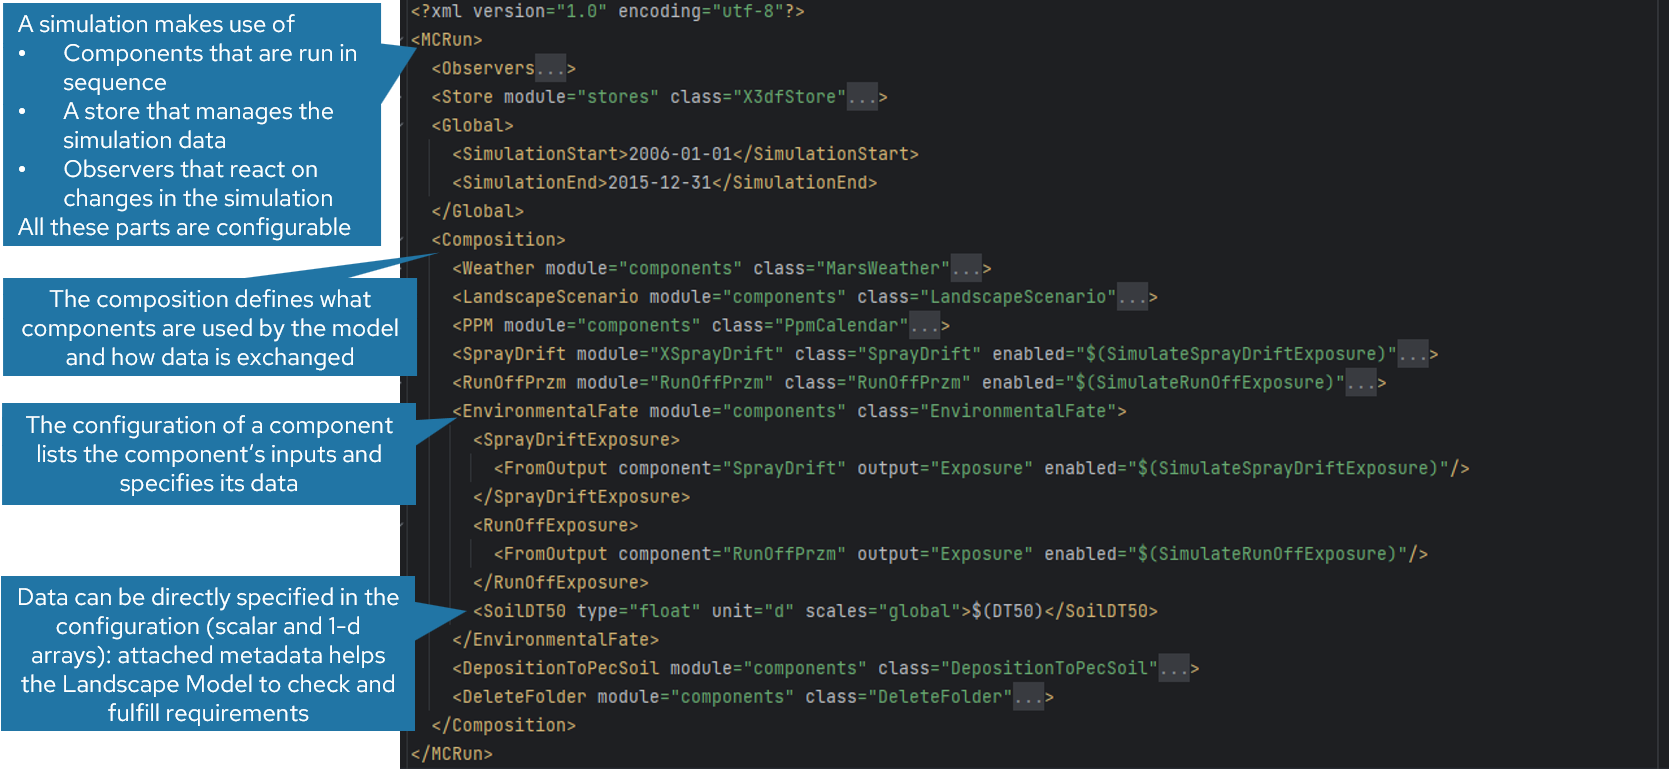 A simulation makes use of
• Components that are run in
sequence
• A store that manages the
simulation data
• Observers that react on
changes in the simulation
All these parts are configurable
The composition defines what
components are used by the model
and how data is exchanged
The configuration of a component
lists the component‘s inputs and
specifies its data
Data can be directly specified in the
configuration (scalar and 1-d
arrays): attached metadata helps
the Landscape Model to check and
fulfill requirements
<?xml version="1.0" encoding="utf-8"?>
<MCRun>
<Observers...>
<Store module="stores" class="X3dfStore"...>
<Global>
<SimulationStart>2006-01-01</SimulationStart>
<SimulationEnd>2015-12-31</SimulationEnd>
</Global>
<Composition>
<Weather module="components" class="MarsWeather"...>
<LandscapeScenario module="components" class="LandscapeScenario"...>
<PPM module="components" class="PpmCalendar"...>
<SprayDrift module="XSprayDrift" class="SprayDrift" enabled="$(SimulateSprayDriftExposure)"...>
<RunOffPrzm module="RunOffPrzm" class="RunOffPrzm" enabled="$(SimulateRunOffExposure)"...>
<EnvironmentalFate module="components" class="EnvironmentalFate">
<SprayDriftExposure>
<FromOutput component="SprayDrift" output="Exposure" enabled="$(SimulateSprayDriftExposure)"/>
</SprayDriftExposure>
<RunOffExposure>
<FromOutput component="RunOffPrzm" output="Exposure" enabled="$(SimulateRunOffExposure)"/>
</RunOffExposure>
<SoilDT50 type="float" unit="d" scales="global">$(DT50)</SoilDT50>
</EnvironmentalFate>
<DepositionToPecSoil module="components" class="DepositionToPecSoil"...>
<DeleteFolder module="components" class="DeleteFolder"...>
</Composition>
</MCRun>